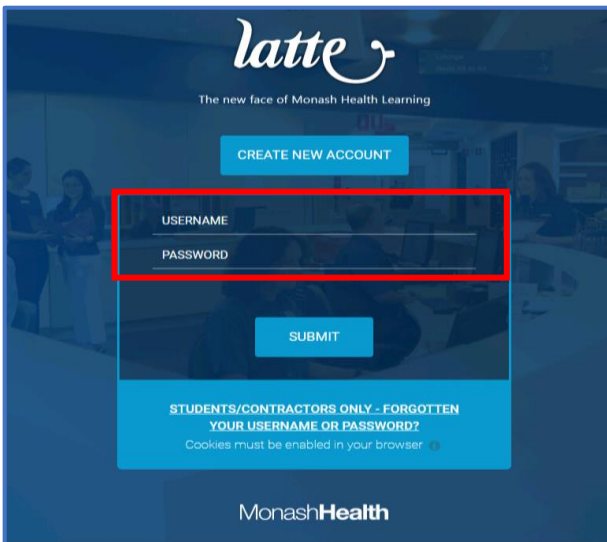 latte
The new face of Monash Health Learning
CREATE NEW ACCOUNT
USERNAME
PASSWORD
SUBMIT
STUDENTS/CONTRACTORS ONLY - FORGOTTEN
YOUR USERNAME OR PASSWORD?
Cookies must be enabled in your browser
MonashHealth